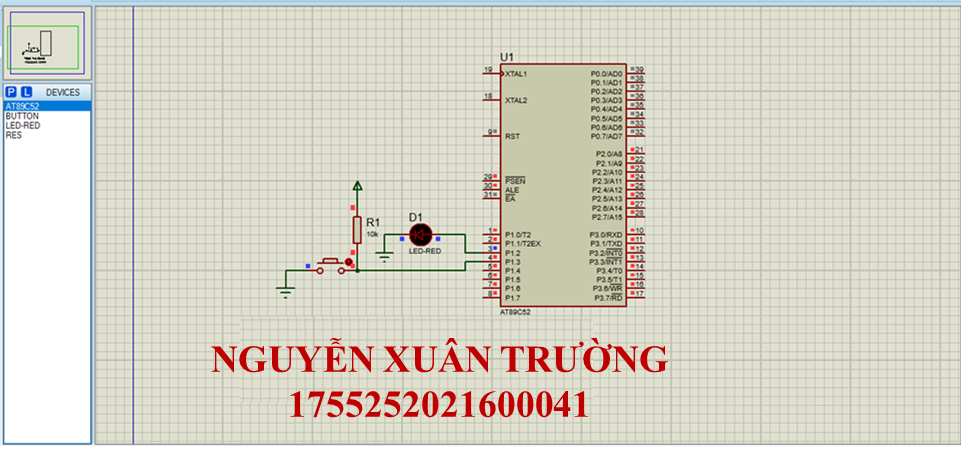 P L DEVICES
AT89C52
BUTTON
LED-RED
RES
U1
19 XTAL1
18 XTAL2
9 RST
29 PSEN
30 ALE
31 EA
1 P1.0/T2
2 P1.1/T2EX
3 P1.2
4 P1.3
5 P1.4
6 P1.5
7 P1.6
8 P1.7
P0.0/AD0 39
P0.1/AD1 38
P0.2/AD2 37
P0.3/AD3 36
P0.4/AD4 35
P0.5/AD5 34
P0.6/AD6 33
P0.7/AD7 32
P2.0/A8 21
P2.1/A9 22
P2.2/A10 23
P2.3/A11 24
P2.4/A12 25
P2.5/A13 26
P2.6/A14 27
P2.7/A15 28
P3.0/RXD 10
P3.1/TXD 11
P3.2/INT0 12
P3.3/INT1 13
P3.4/T0 14
P3.5/T1 15
P3.6/WR 16
P3.7/RD 17
AT89C52
R1
10k
D1
LED-RED
NGUYỄN XUÂN TRƯỜNG
1755252021600041